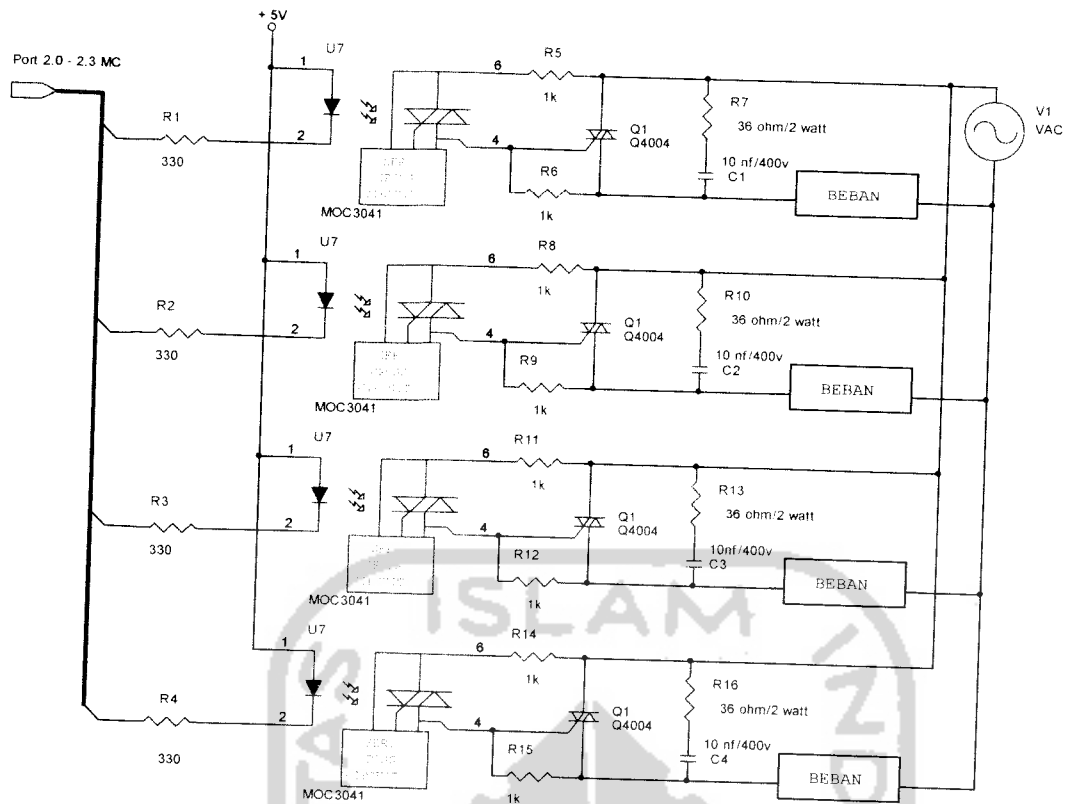 + 5V
Port 2.0 - 2.3 MC
U7
1
2
R1
330
MOC3041
6
R5
1k
4
R6
1k
Q1
Q4004
R7
36 ohm/2 watt
10 nf/400v
C1
BEBAN
V1
VAC
U7
1
2
R2
330
MOC3041
6
R8
1k
4
R9
1k
Q1
Q4004
R10
36 ohm/2 watt
10 nf/400v
C2
BEBAN
U7
1
2
R3
330
MOC3041
6
R11
1k
4
R12
1k
Q1
Q4004
R13
36 ohm/2 watt
10nf/400v
C3
BEBAN
U7
1
2
R4
330
MOC3041
6
R14
1k
4
R15
1k
Q1
Q4004
R16
36 ohm/2 watt
10 nf/400v
C4
BEBAN
ISLAM